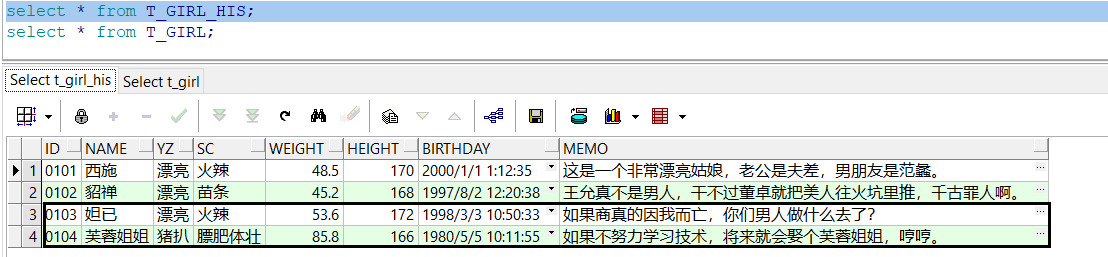 select * from T_GIRL_HIS;
select * from T_GIRL;
Select t_girl_his Select t_girl
ID NAME YZ SC WEIGHT HEIGHT BIRTHDAY MEMO
1 0101 西施 漂亮 火辣 48.5 170 2000/1/1 1:12:35 这是一个非常漂亮姑娘，老公是夫差，男朋友是范蠡。
2 0102 貂禅 漂亮 苗条 45.2 168 1997/8/2 12:20:38 王允真不是男人，干不过董卓就把美人往火坑里推，千古罪人啊。
3 0103 妲已 漂亮 火辣 53.6 172 1998/3/3 10:50:33 如果商真的因我而亡，你们男人做什么去了？
4 0104 芙蓉姐姐 猪扒 膘肥体壮 85.8 166 1980/5/5 10:11:55 如果不努力学习技术，将来就会娶个芙蓉姐姐，哼哼。